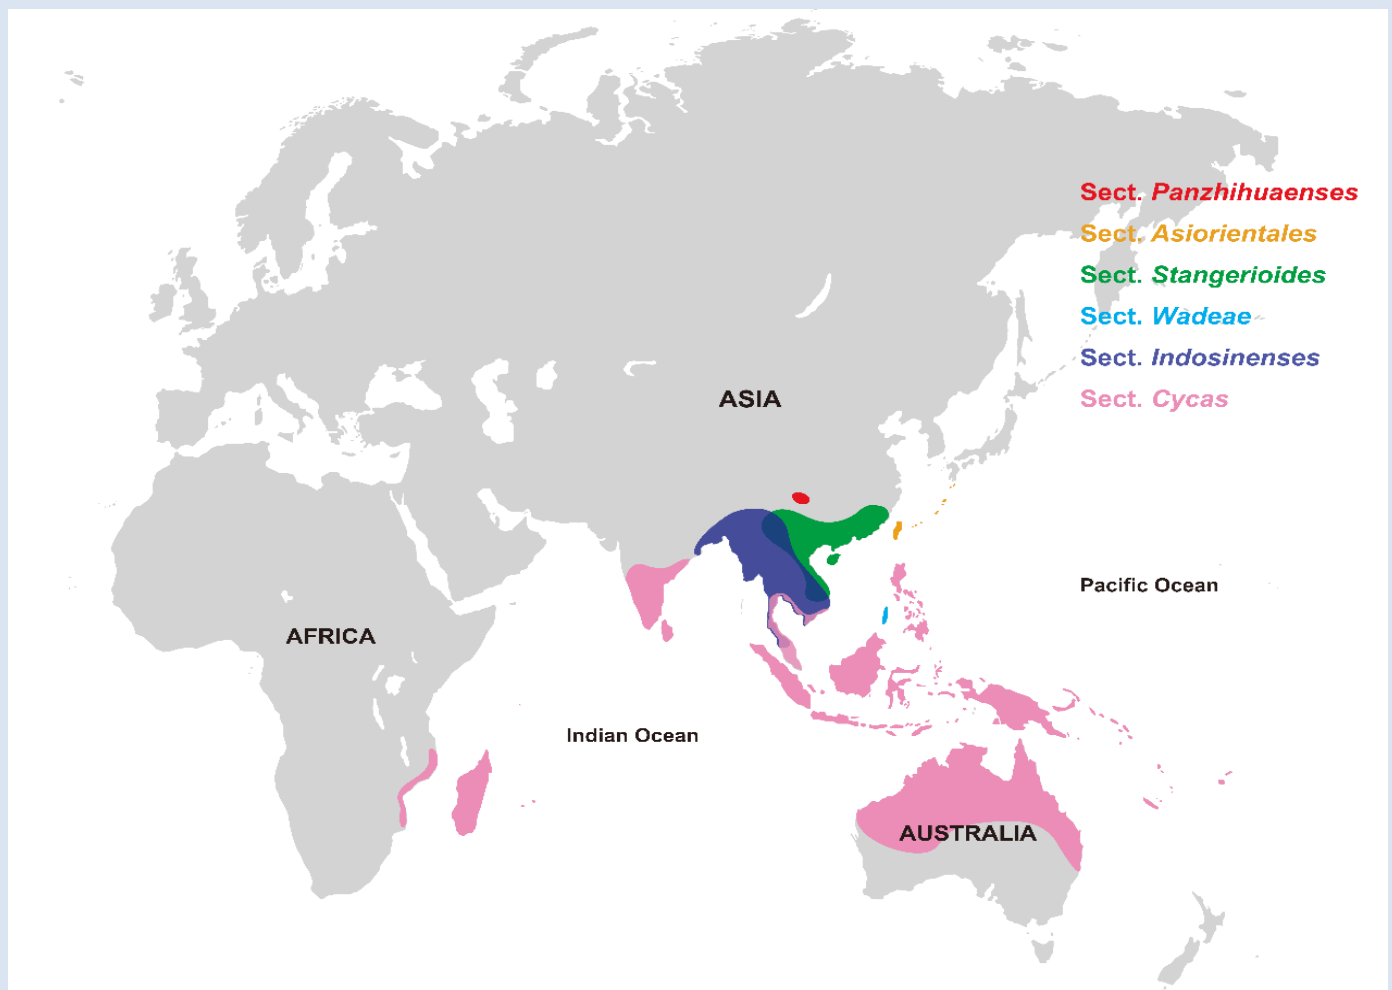 Sect. Panzhihuaenses
Sect. Asiorientales
Sect. Stangerioides
Sect. Wadeae
Sect. Indosinenses
Sect. Cycas
ASIA
Pacific Ocean
AFRICA
Indian Ocean
AUSTRALIA